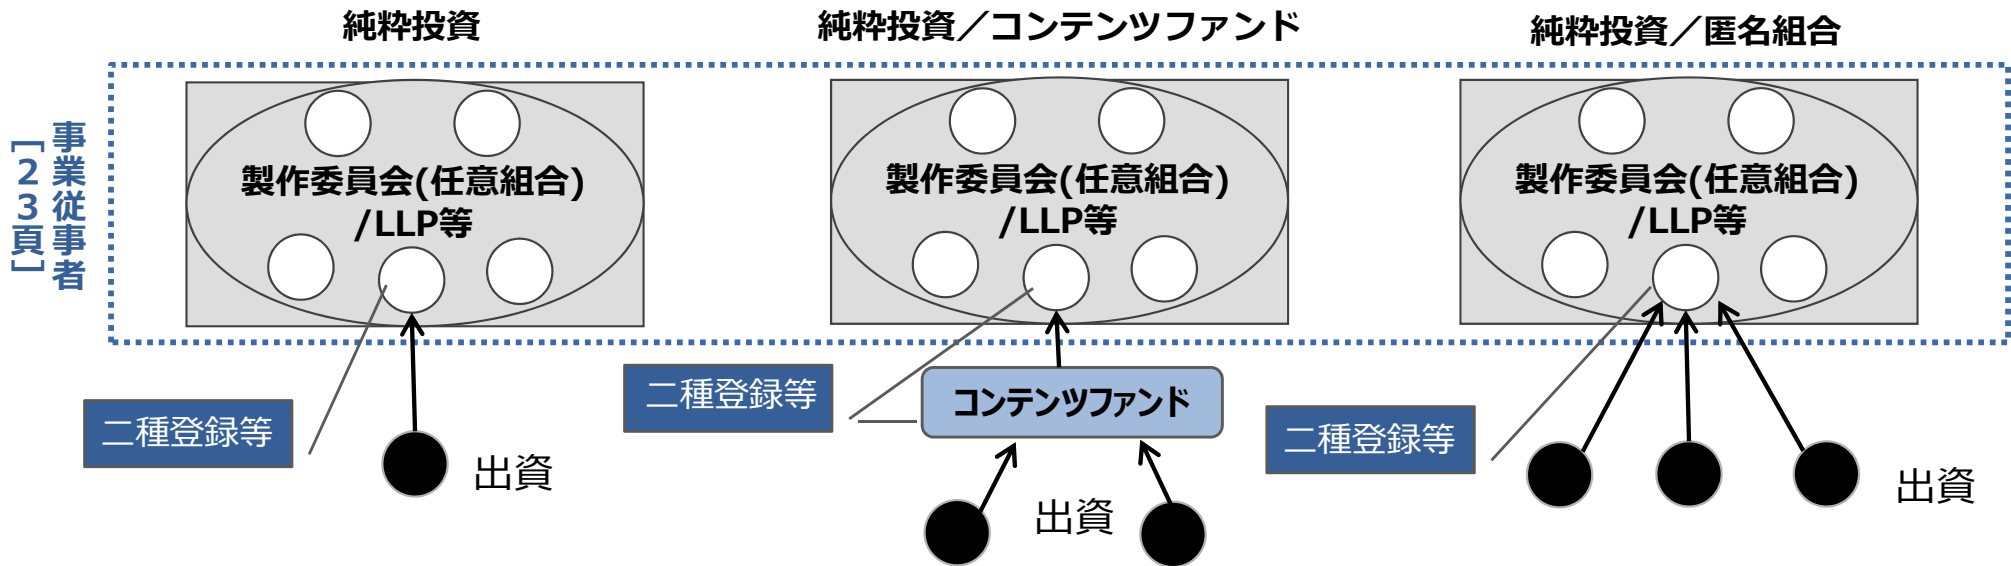 純粋投資
純粋投資／コンテンツファンド
純粋投資／匿名組合
事業従事者
[23頁]
製作委員会(任意組合)
/LLP等
製作委員会(任意組合)
/LLP等
製作委員会(任意組合)
/LLP等
二種登録等
出資
二種登録等
コンテンツファンド
出資
二種登録等
出資